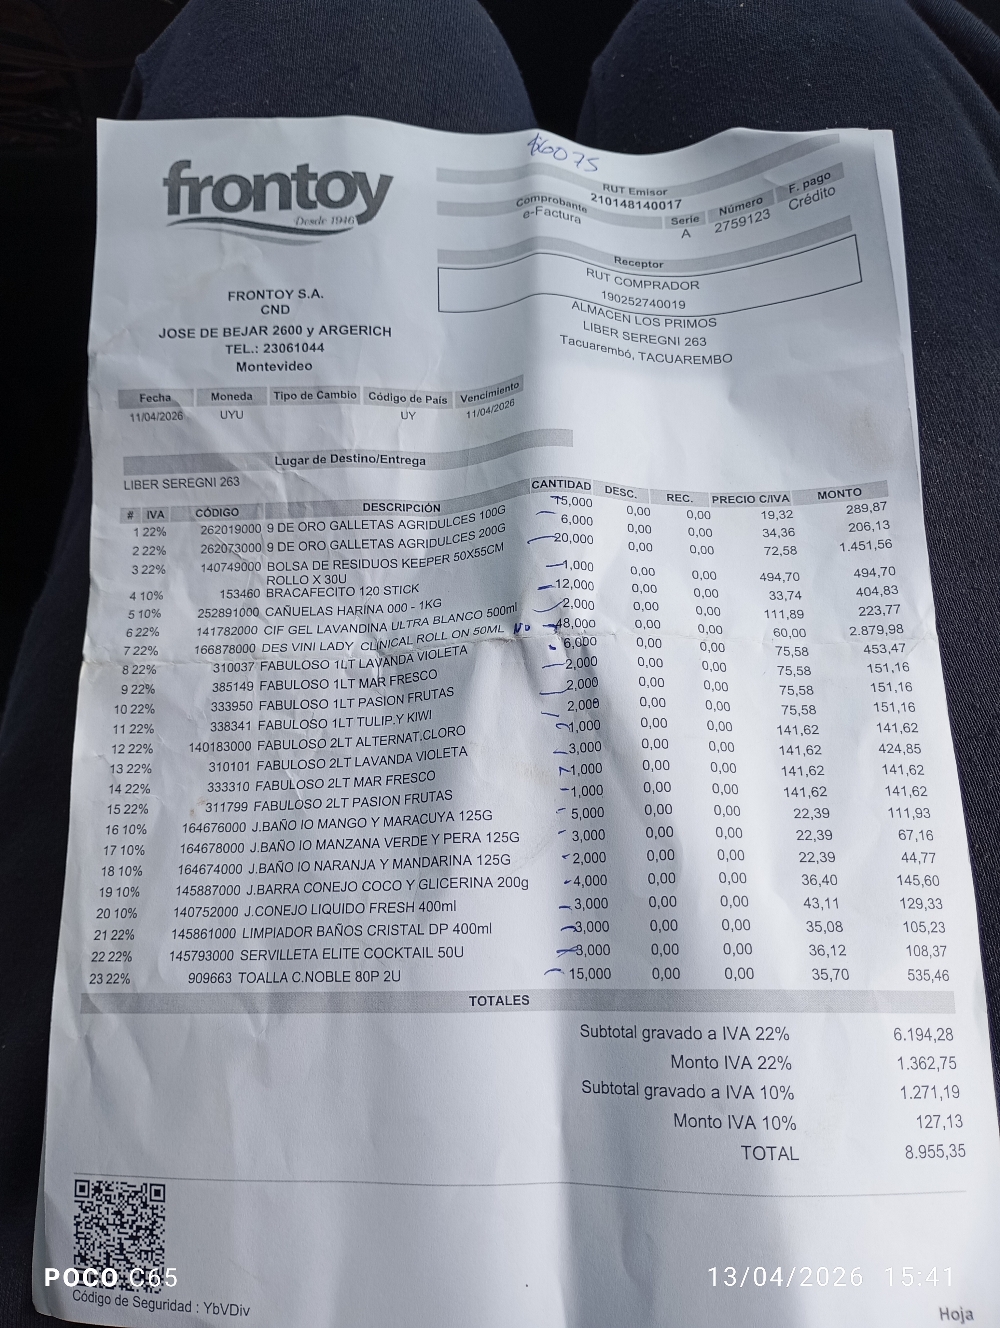 $6075
frontoy
Desde 1946
RUT Emisor
210148140017
Comprobante Serie Número F. pago
e-Factura A 2759123 Crédito
Receptor
RUT COMPRADOR
190252740019
ALMACEN LOS PRIMOS
LIBER SEREGNI 263
Tacuarembó, TACUAREMBO
FRONTOY S.A.
CND
JOSE DE BEJAR 2600 y ARGERICH
TEL.: 23061044
Montevideo
Fecha Moneda Tipo de Cambio Código de País Vencimiento
11/04/2026 UYU UY 11/04/2026
Lugar de Destino/Entrega
LIBER SEREGNI 263
# IVA CÓDIGO DESCRIPCIÓN CANTIDAD DESC. REC. PRECIO C/IVA MONTO
1 22% 262019000 9 DE ORO GALLETAS AGRIDULCES 100G 15,000 0,00 0,00 19,32 289,87
2 22% 262073000 9 DE ORO GALLETAS AGRIDULCES 200G 6,000 0,00 0,00 34,36 206,13
3 22% 140749000 BOLSA DE RESIDUOS KEEPER 50X55CM 20,000 0,00 0,00 72,58 1.451,56
ROLLO X 30U
4 10% 153460 BRACAFECITO 120 STICK 1,000 0,00 0,00 494,70 494,70
5 10% 252891000 CAÑUELAS HARINA 000 - 1KG 12,000 0,00 0,00 33,74 404,83
6 22% 141782000 CIF GEL LAVANDINA ULTRA BLANCO 500ml 2,000 0,00 0,00 111,89 223,77
7 22% 166878000 DES VINI LADY CLINICAL ROLL ON 50ML No 48,000 0,00 0,00 60,00 2.879,98
8 22% 310037 FABULOSO 1LT LAVANDA VIOLETA 6,000 0,00 0,00 75,58 453,47
9 22% 385149 FABULOSO 1LT MAR FRESCO 2,000 0,00 0,00 75,58 151,16
10 22% 333950 FABULOSO 1LT PASION FRUTAS 2,000 0,00 0,00 75,58 151,16
11 22% 338341 FABULOSO 1LT TULIP.Y KIWI 2,000 0,00 0,00 75,58 151,16
12 22% 140183000 FABULOSO 2LT ALTERNAT.CLORO 1,000 0,00 0,00 141,62 141,62
13 22% 310101 FABULOSO 2LT LAVANDA VIOLETA 3,000 0,00 0,00 141,62 424,85
14 22% 333310 FABULOSO 2LT MAR FRESCO 1,000 0,00 0,00 141,62 141,62
15 22% 311799 FABULOSO 2LT PASION FRUTAS 1,000 0,00 0,00 141,62 141,62
16 10% 164676000 J.BAÑO IO MANGO Y MARACUYA 125G 5,000 0,00 0,00 22,39 111,93
17 10% 164678000 J.BAÑO IO MANZANA VERDE Y PERA 125G 3,000 0,00 0,00 22,39 67,16
18 10% 164674000 J.BAÑO IO NARANJA Y MANDARINA 125G 2,000 0,00 0,00 22,39 44,77
19 10% 145887000 J.BARRA CONEJO COCO Y GLICERINA 200g 4,000 0,00 0,00 36,40 145,60
20 10% 140752000 J.CONEJO LIQUIDO FRESH 400ml 3,000 0,00 0,00 43,11 129,33
21 22% 145861000 LIMPIADOR BAÑOS CRISTAL DP 400ml 3,000 0,00 0,00 35,08 105,23
22 22% 145793000 SERVILLETA ELITE COCKTAIL 50U 3,000 0,00 0,00 36,12 108,37
23 22% 909663 TOALLA C.NOBLE 80P 2U 15,000 0,00 0,00 35,70 535,46
TOTALES
Subtotal gravado a IVA 22% 6.194,28
Monto IVA 22% 1.362,75
Subtotal gravado a IVA 10% 1.271,19
Monto IVA 10% 127,13
TOTAL 8.955,35
POCO C65
13/04/2026 15:41
Código de Seguridad : YbVDiv
Hoja